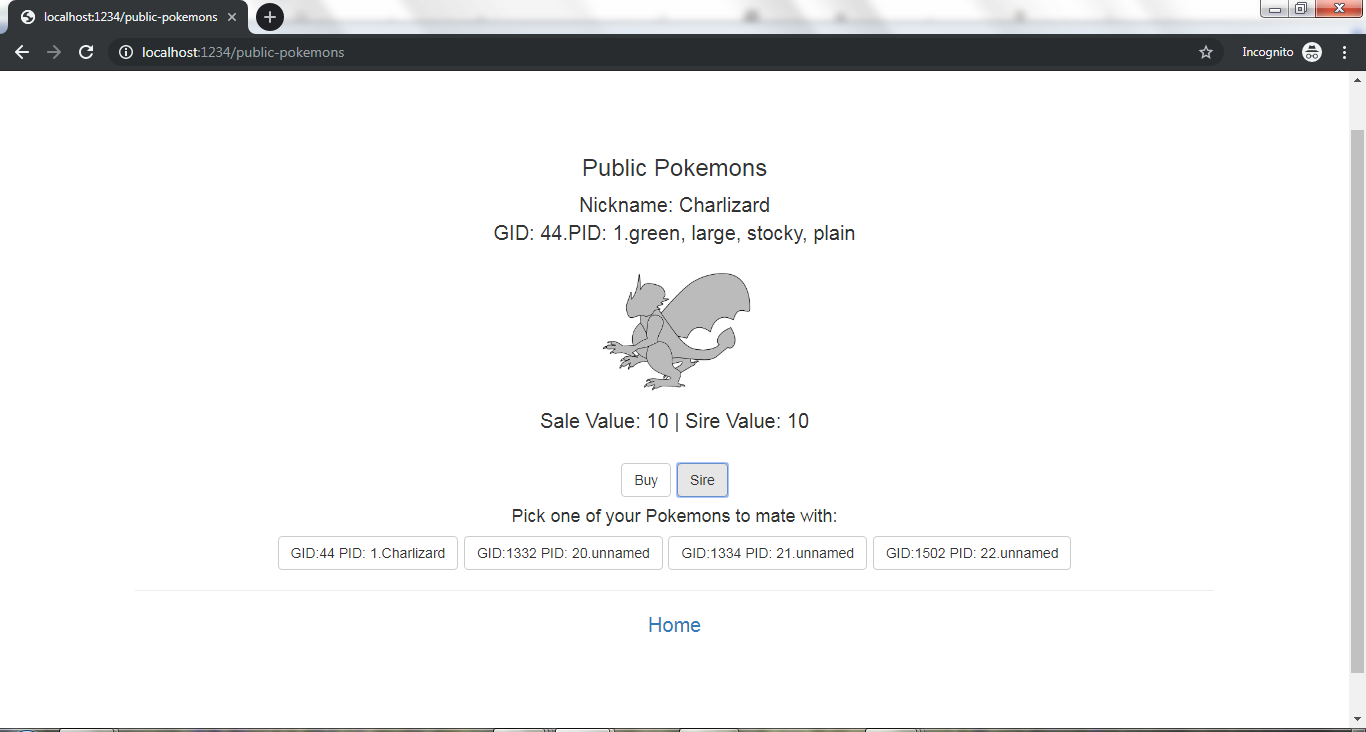 localhost:1234/public-pokemons
localhost:1234/public-pokemons
Incognito
Public Pokemons
Nickname: Charlizard
GID: 44.PID: 1.green, large, stocky, plain
Sale Value: 10 | Sire Value: 10
Buy Sire
Pick one of your Pokemons to mate with:
GID:44 PID: 1.Charlizard GID:1332 PID: 20.unnamed GID:1334 PID: 21.unnamed GID:1502 PID: 22.unnamed
Home